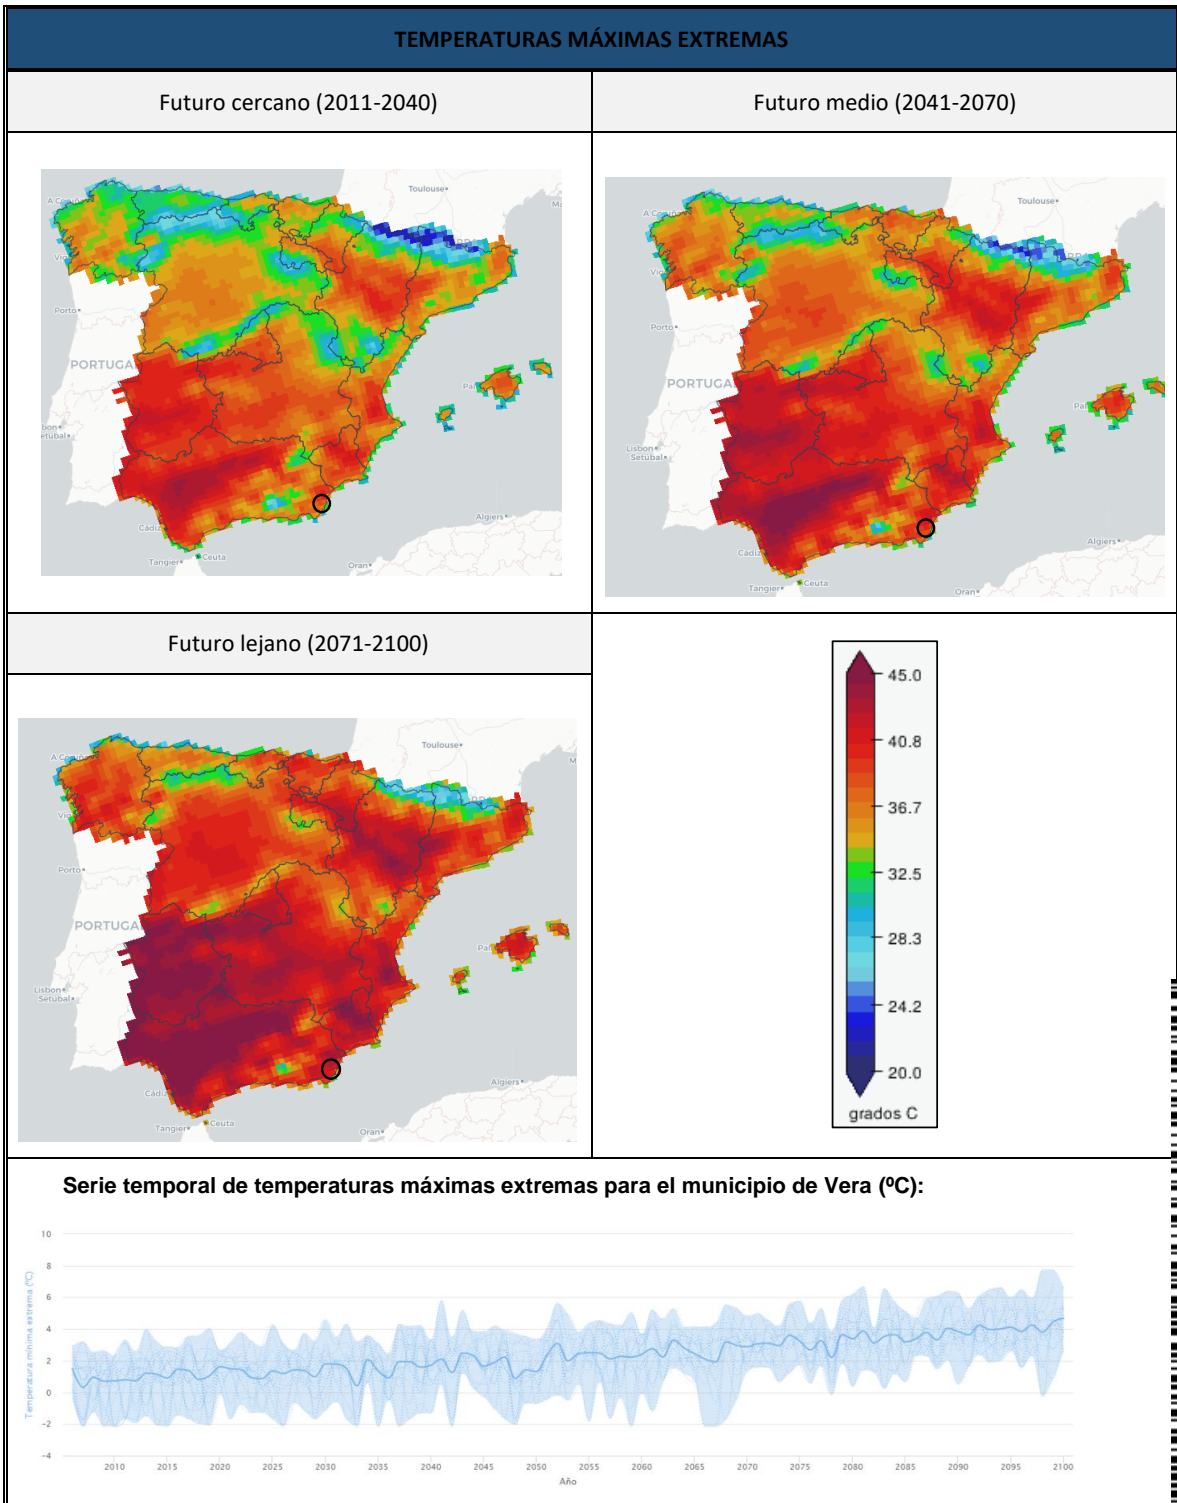 TEMPERATURAS MÁXIMAS EXTREMAS
Futuro cercano (2011-2040)
Futuro medio (2041-2070)
Toulouse
Porto
PORTUGA
Cádiz
Tangier
Ceuta
Oran
Algiers
Toulouse
Porto
PORTUGA
Lisbon
Setúbal
Tangier
Ceuta
Oran
Algiers
Futuro lejano (2071-2100)
Toulouse
Porto
PORTUGA
Lisbon
Setubal
Tangier
Ceuta
Oran
Algiers
45.0
40.8
36.7
32.5
28.3
24.2
20.0
grados C
Serie temporal de temperaturas máximas extremas para el municipio de Vera (ºC):
Temperatura mínima extrema (ºC)
10
8
6
4
2
0
-2
-4
2010 2015 2020 2025 2030 2035 2040 2045 2050 2055 2060 2065 2070 2075 2080 2085 2090 2095 2100
Año